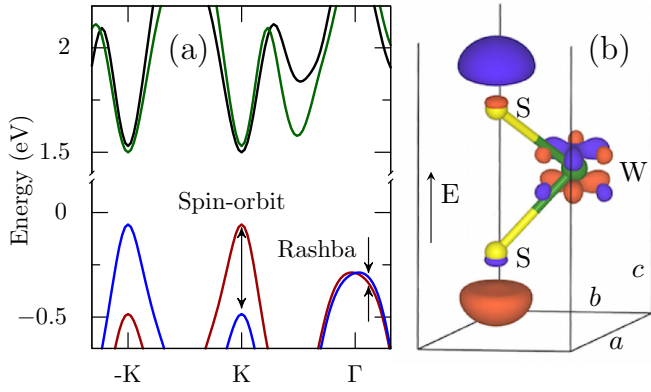 (a)
(b)
2
1.5
0
−0.5
Energy (eV)
Spin-orbit
Rashba
-K
K
Γ
S
W
E
S
c
b
a